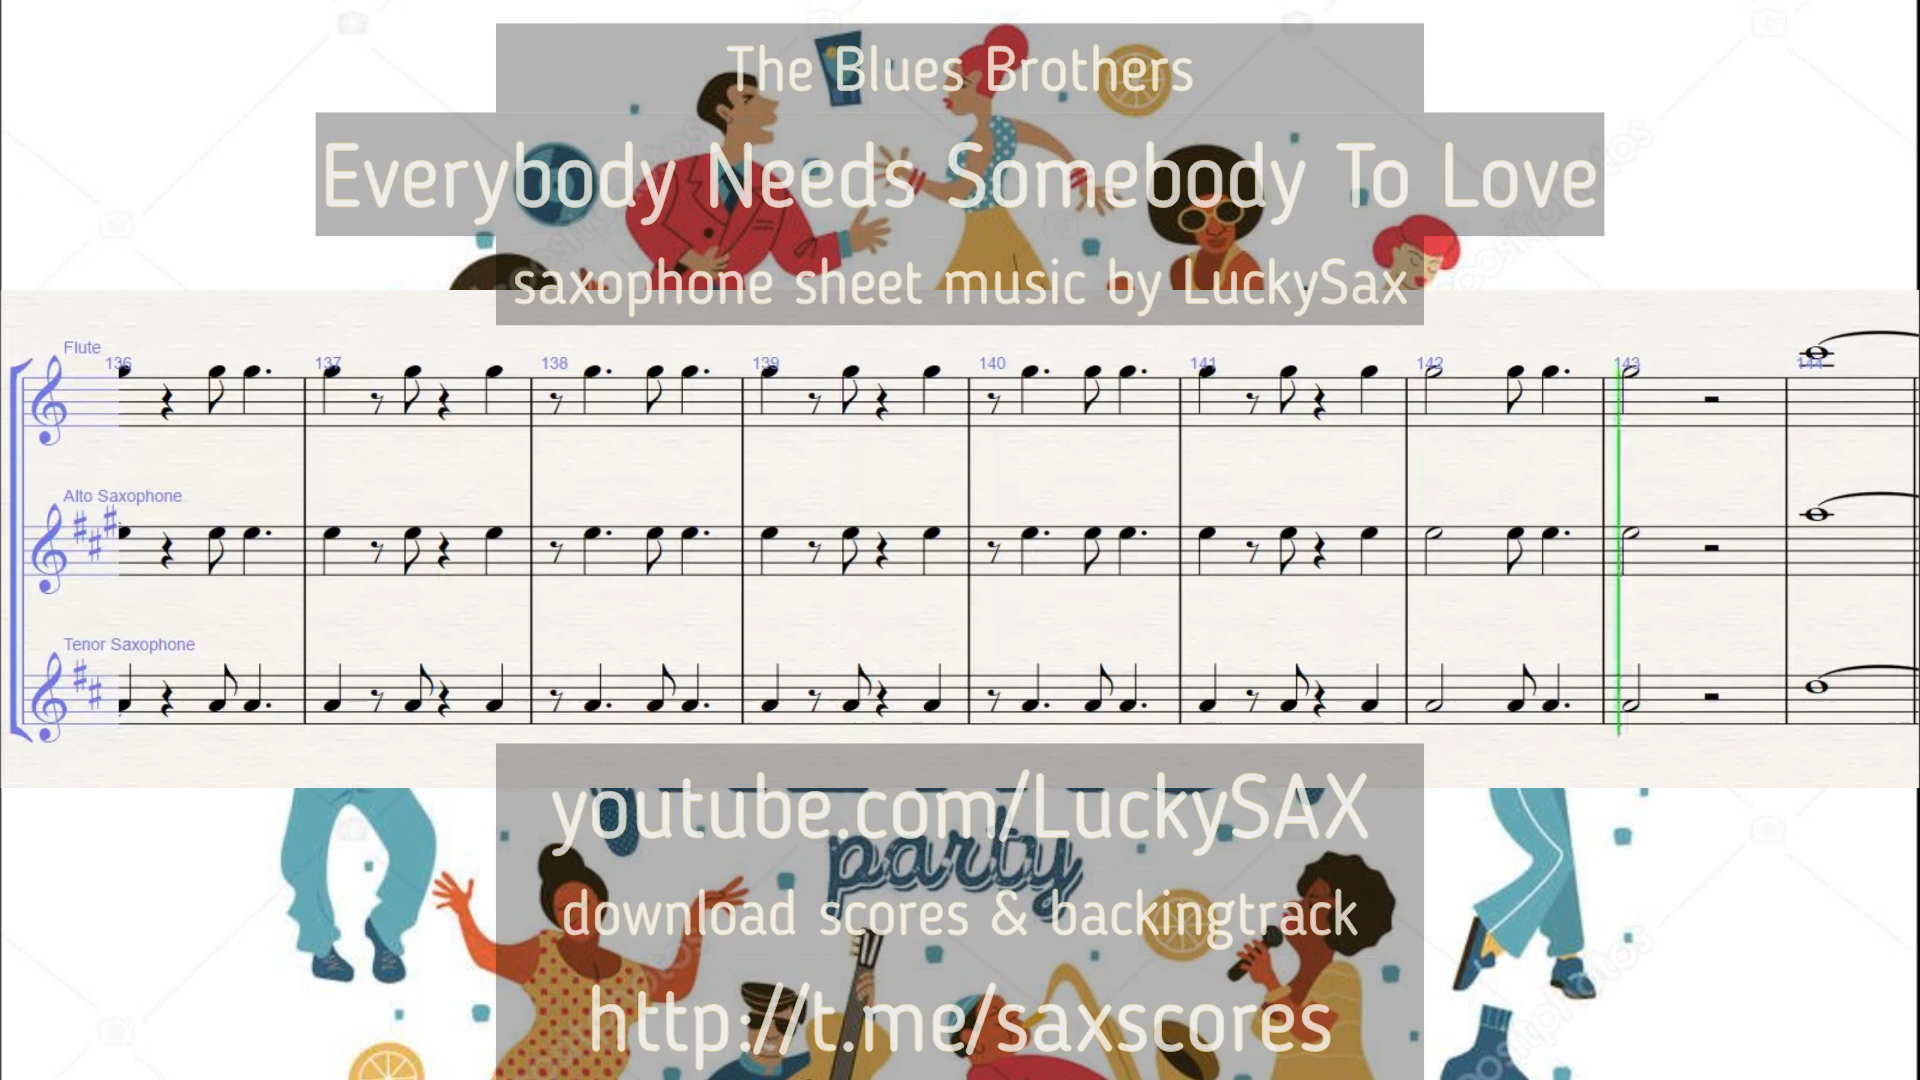 The Blues Brothers
Everybody Needs Somebody To Love
saxophone sheet music by LuckySax
Flute
136 137 138 139 140 141 142 143 144
Alto Saxophone
Tenor Saxophone
youtube.com/LuckySAX
party
download scores & backingtrack
http://t.me/saxscores